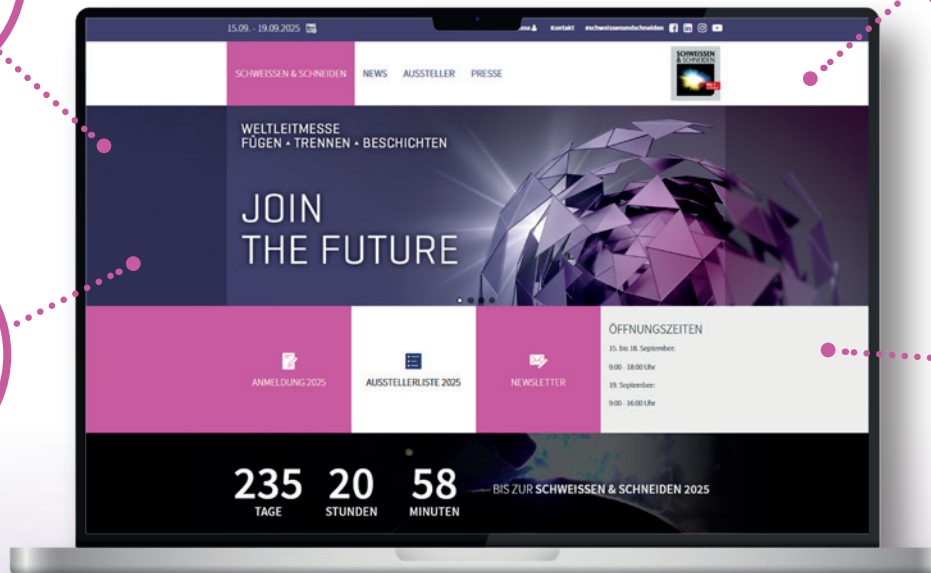 15.09. - 19.09.2025
Kontakt
#schweissenundschneiden
SCHWEISSEN & SCHNEIDEN
NEWS
AUSSTELLER
PRESSE
SCHWEISSEN
& SCHNEIDEN
WELTLEITMESSE
FÜGEN • TRENNEN • BESCHICHTEN
JOIN
THE FUTURE
ANMELDUNG 2025
AUSSTELLERLISTE 2025
NEWSLETTER
ÖFFNUNGSZEITEN
15. bis 18. September:
9:00 - 18:00 Uhr
19. September:
9:00 - 16:00 Uhr
235 20 58
TAGE STUNDEN MINUTEN
BIS ZUR SCHWEISSEN & SCHNEIDEN 2025